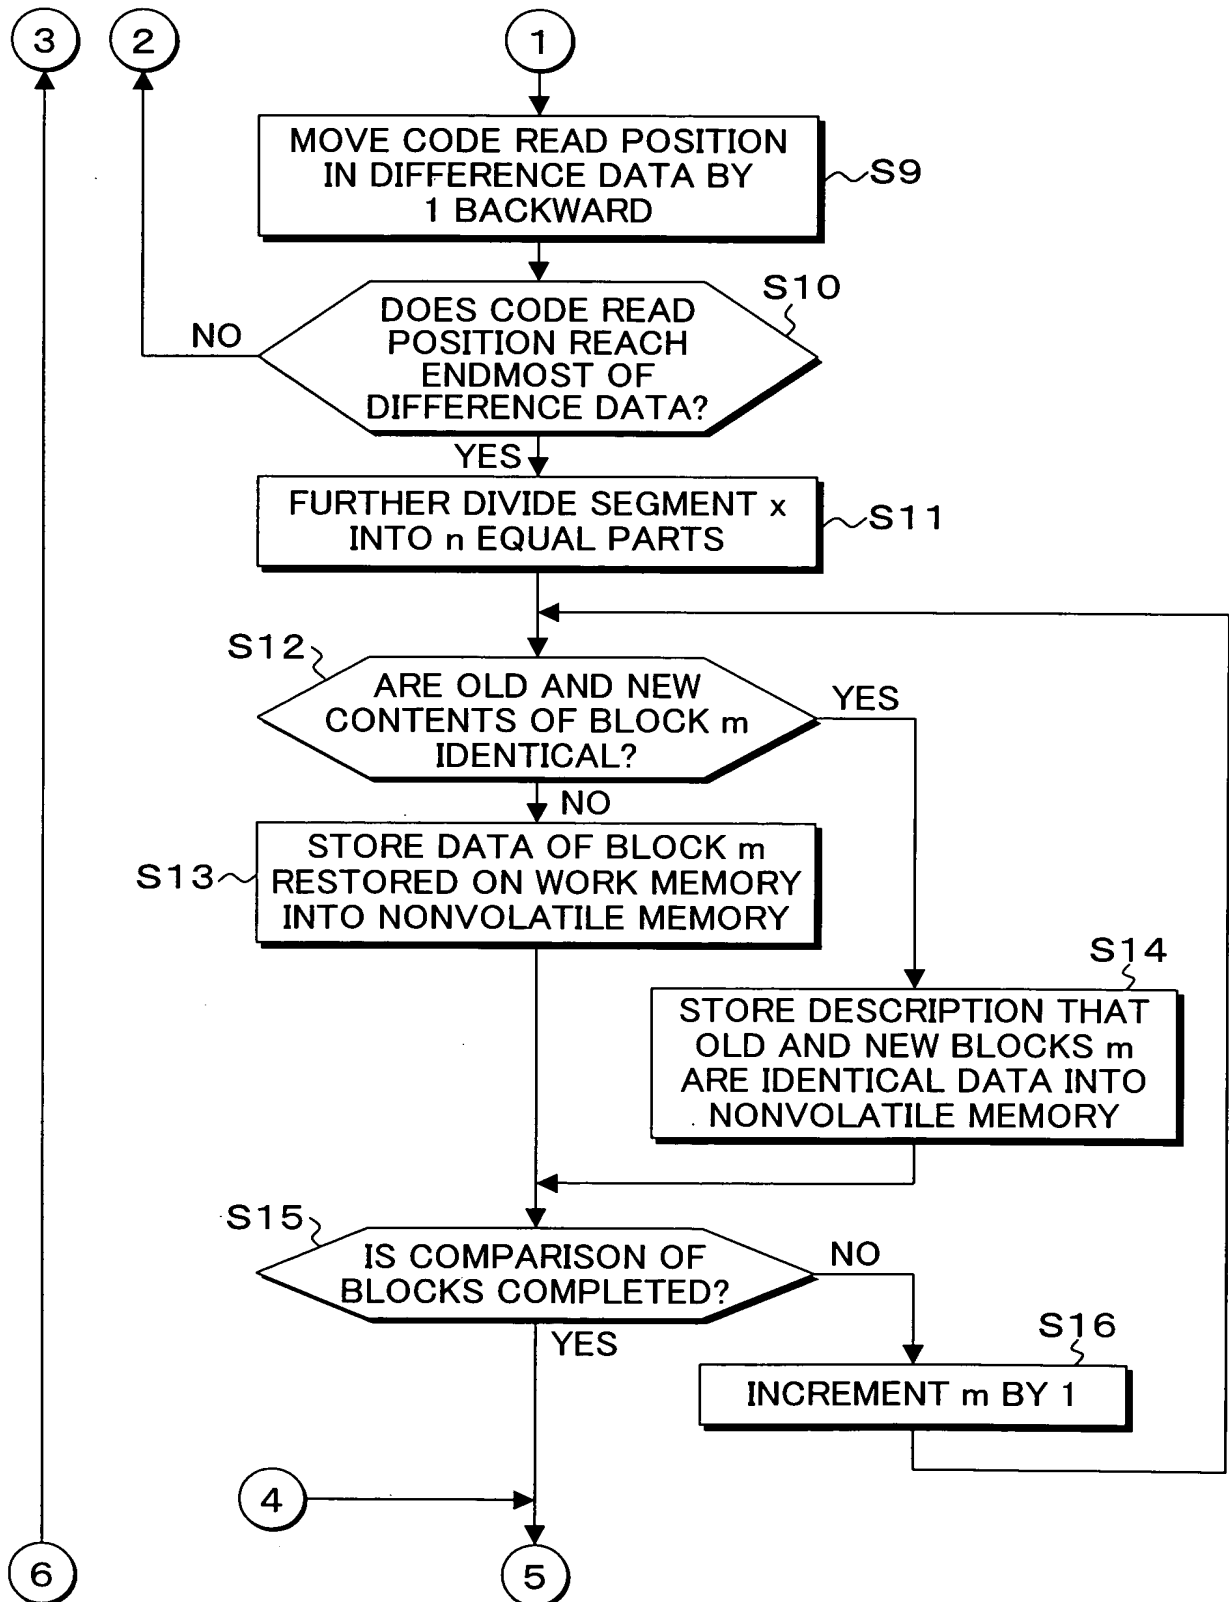 3
2
1
MOVE CODE READ POSITION
IN DIFFERENCE DATA BY
1 BACKWARD
S9
S10
DOES CODE READ
POSITION REACH
ENDMOST OF
DIFFERENCE DATA?
NO
YES
FURTHER DIVIDE SEGMENT x
INTO n EQUAL PARTS
S11
S12
ARE OLD AND NEW
CONTENTS OF BLOCK m
IDENTICAL?
YES
NO
STORE DATA OF BLOCK m
RESTORED ON WORK MEMORY
INTO NONVOLATILE MEMORY
S13
S14
STORE DESCRIPTION THAT
OLD AND NEW BLOCKS m
ARE IDENTICAL DATA INTO
NONVOLATILE MEMORY
S15
IS COMPARISON OF
BLOCKS COMPLETED?
NO
YES
S16
INCREMENT m BY 1
4
6
5